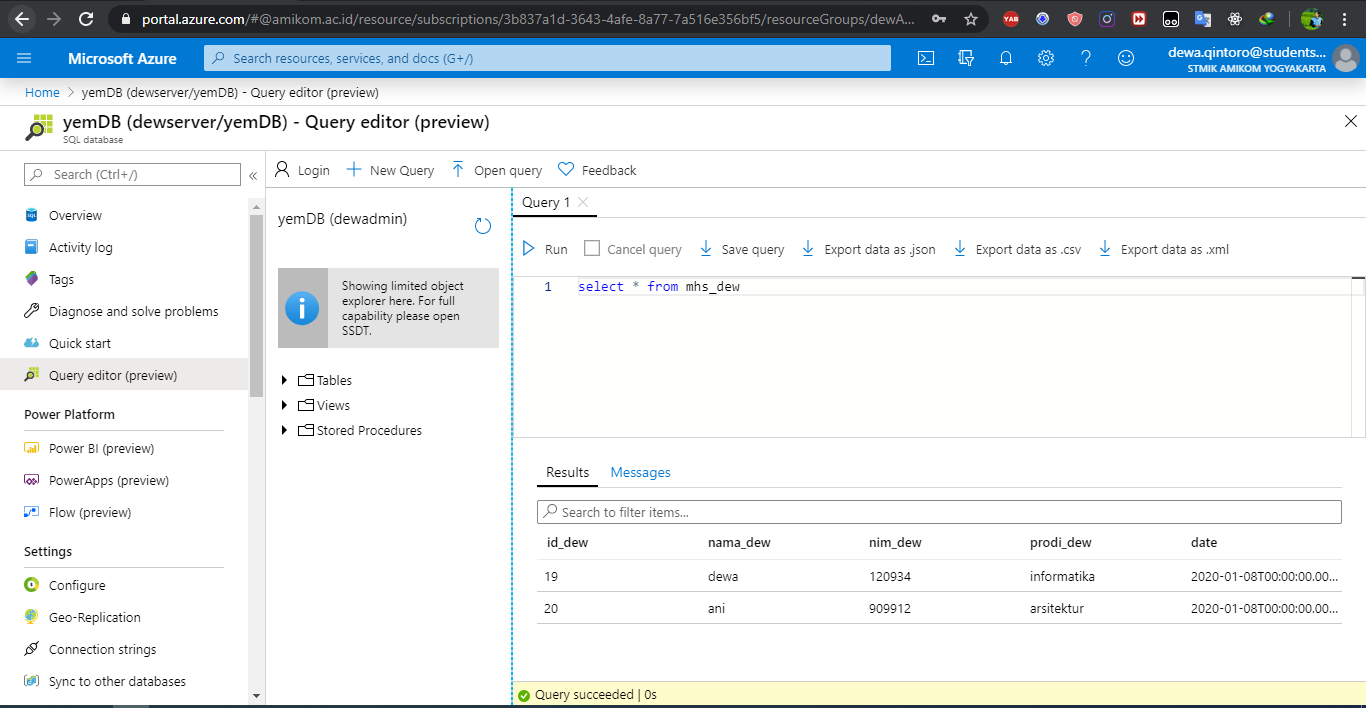 portal.azure.com/#@amikom.ac.id/resource/subscriptions/3b837a1d-3643-4afe-8a77-7a516e356bf5/resourceGroups/dewA...
YAB
Microsoft Azure
Search resources, services, and docs (G+/)
dewa.qintoro@students...
STMIK AMIKOM YOGYAKARTA
Home > yemDB (dewserver/yemDB) - Query editor (preview)
yemDB (dewserver/yemDB) - Query editor (preview)
SQL database
Search (Ctrl+/)
«
Overview
Activity log
Tags
Diagnose and solve problems
Quick start
Query editor (preview)
Power Platform
Power BI (preview)
PowerApps (preview)
Flow (preview)
Settings
Configure
Geo-Replication
Connection strings
Sync to other databases
Login
New Query
Open query
Feedback
yemDB (dewadmin)
Showing limited object
explorer here. For full
capability please open
SSDT.
Tables
Views
Stored Procedures
Query 1
Run
Cancel query
Save query
Export data as .json
Export data as .csv
Export data as .xml
1 select * from mhs_dew
Results
Messages
Search to filter items...
id_dew nama_dew nim_dew prodi_dew date
19 dewa 120934 informatika 2020-01-08T00:00:00.00...
20 ani 909912 arsitektur 2020-01-08T00:00:00.00...
Query succeeded | 0s